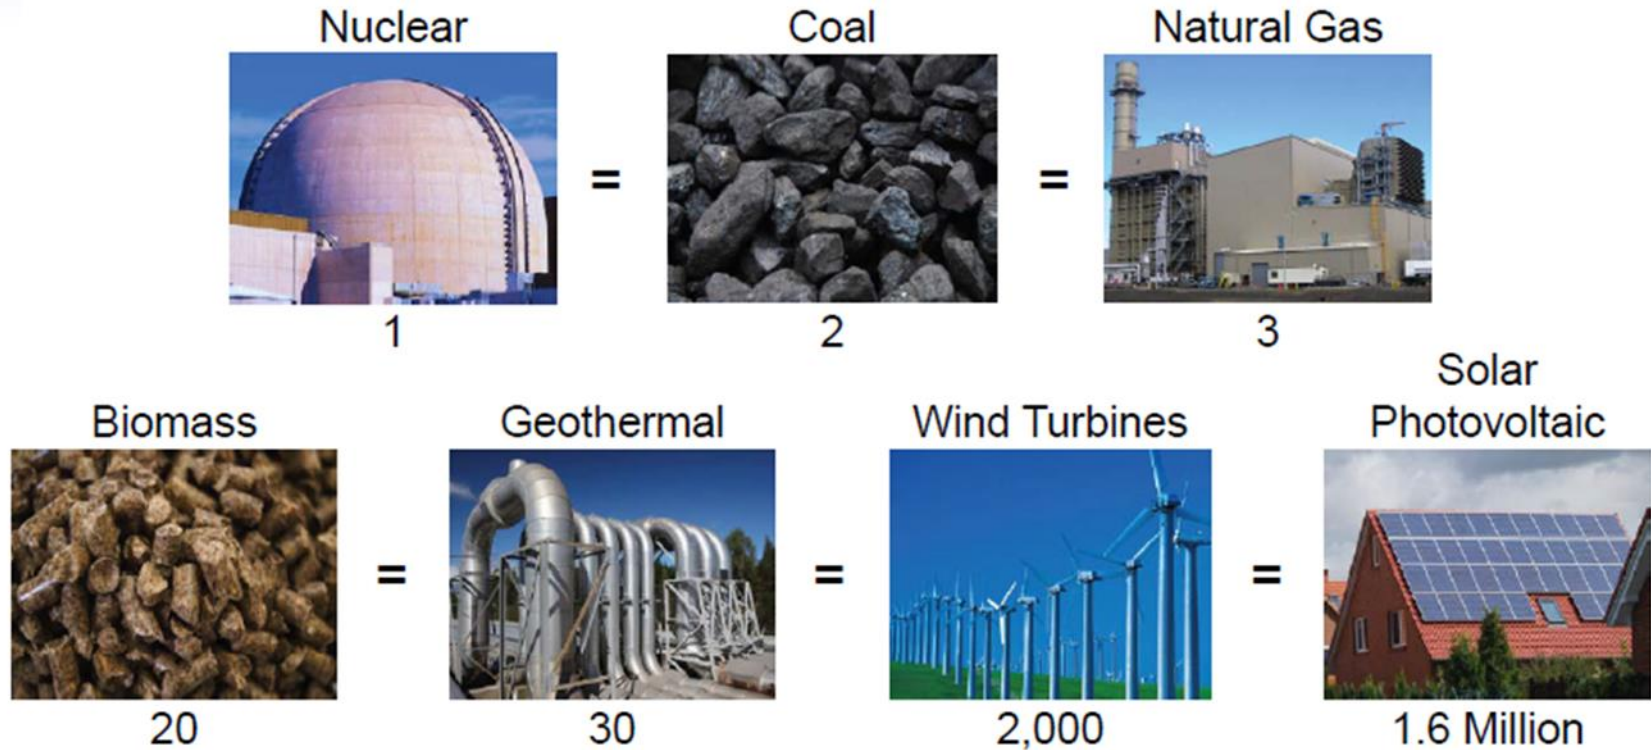 Nuclear
Coal
Natural Gas
=
=
1
2
3
Biomass
Geothermal
Wind Turbines
Solar
Photovoltaic
=
=
=
20
30
2,000
1.6 Million